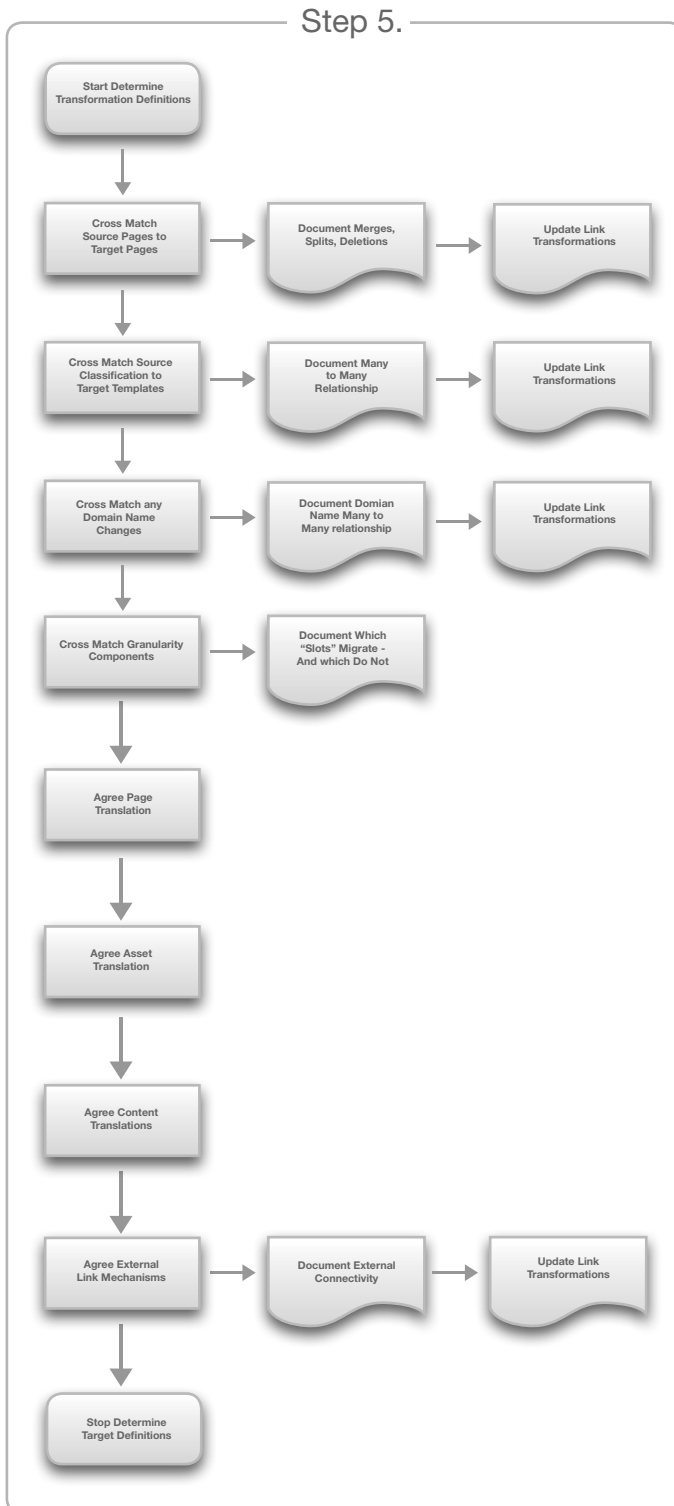 Step 5.
Start Determine
Transformation Definitions
Cross Match
Source Pages to
Target Pages
Document Merges,
Splits, Deletions
Update Link
Transformations
Cross Match Source
Classification to
Target Templates
Document Many
to Many
Relationship
Update Link
Transformations
Cross Match any
Domain Name
Changes
Document Domian
Name Many to
Many relationship
Update Link
Transformations
Cross Match Granularity
Components
Document Which
“Slots” Migrate -
And which Do Not
Agree Page
Translation
Agree Asset
Translation
Agree Content
Translations
Agree External
Link Mechanisms
Document External
Connectivity
Update Link
Transformations
Stop Determine
Target Definitions